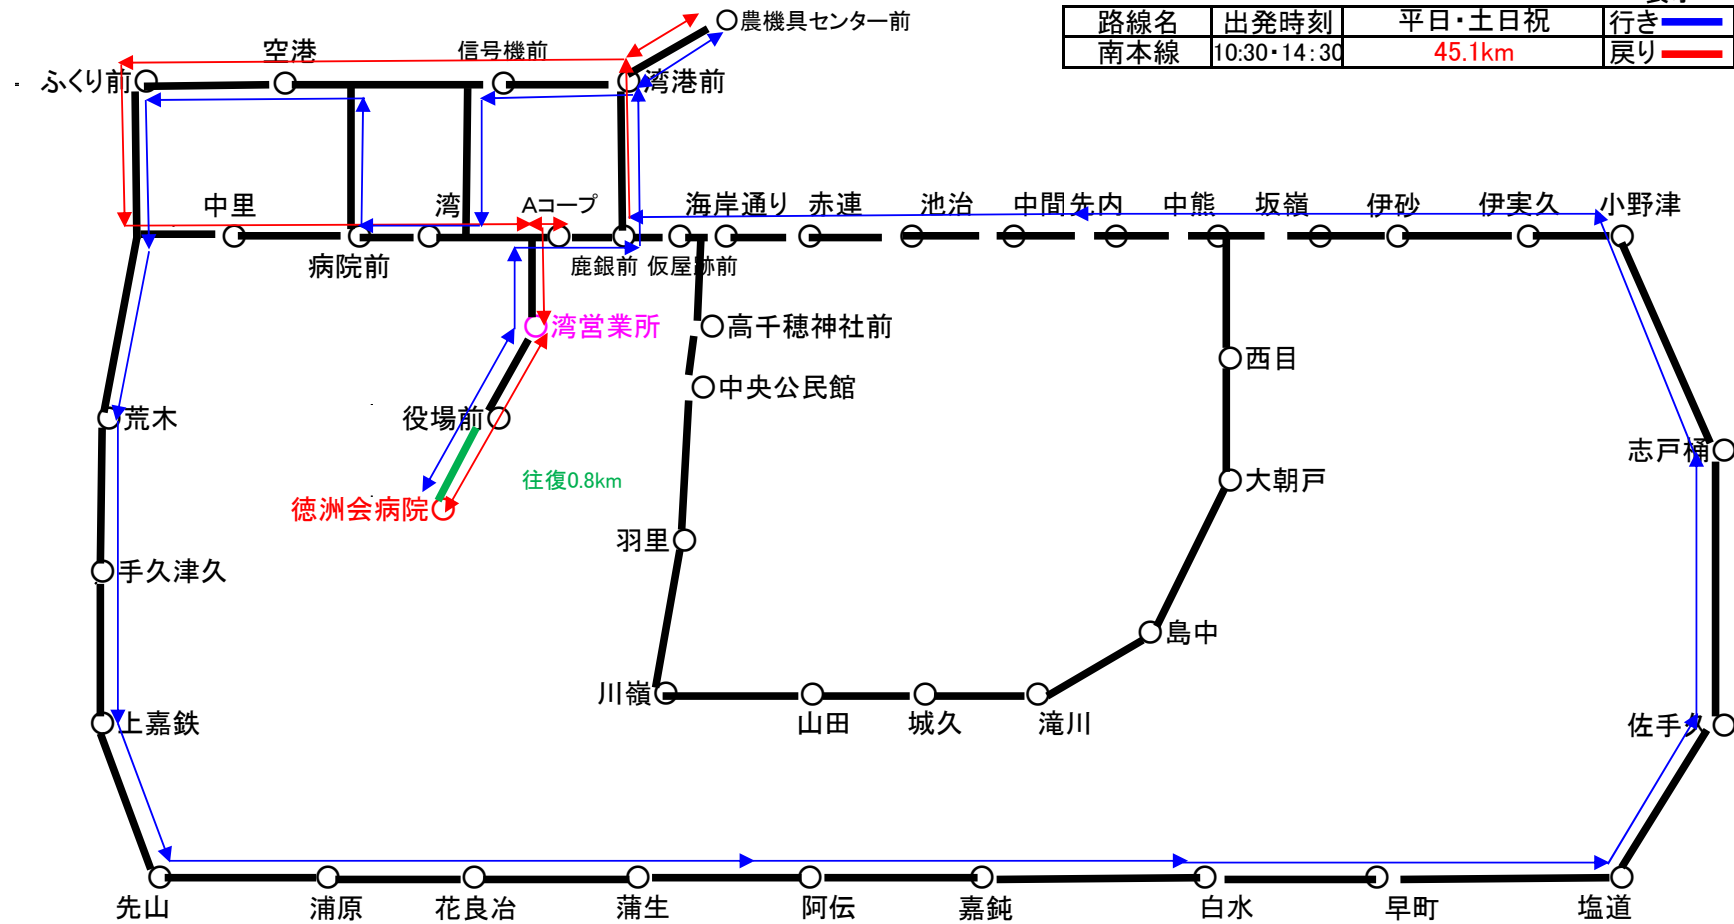 農機具センター前
路線名 出発時刻 平日・土日祝 行き
南本線 10:30・14:30 45.1km 戻り
空港 信号機前
ふくり前 湾港前
中里 湾 Aコープ 海岸通り 赤連 池治 中間 先内 中熊 坂嶺 伊砂 伊実久 小野津
病院前 鹿銀前 仮屋跡前
湾営業所 高千穂神社前
西目
中央公民館
荒木 役場前
志戸桶
往復0.8km 大朝戸
徳洲会病院
羽里
手久津久
島中
川嶺
上嘉鉄 山田 城久 滝川 佐手久
先山 浦原 花良冶 蒲生 阿伝 嘉鈍 白水 早町 塩道